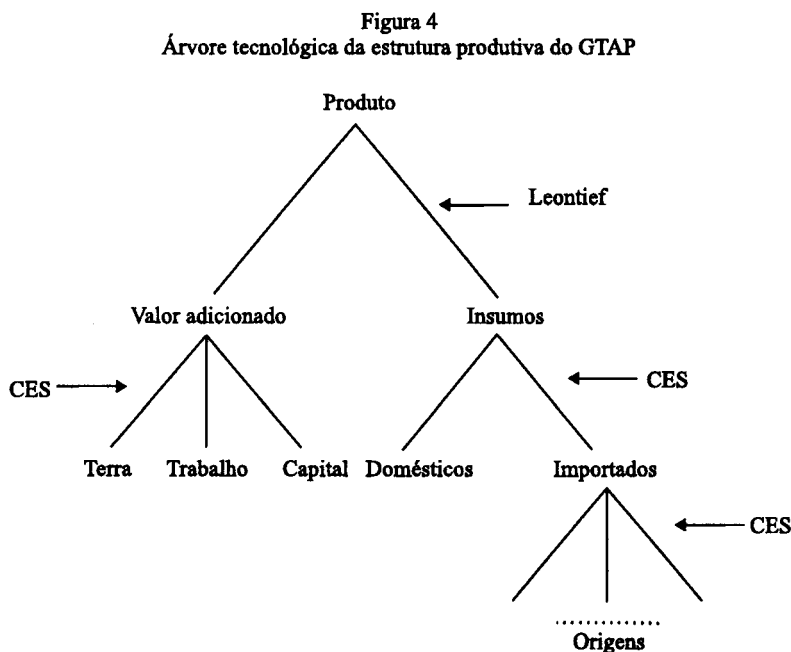 Figura 4
Árvore tecnológica da estrutura produtiva do GTAP
Produto
Leontief
Valor adicionado
Insumos
CES
CES
Terra
Trabalho
Capital
Domésticos
Importados
CES
Origens